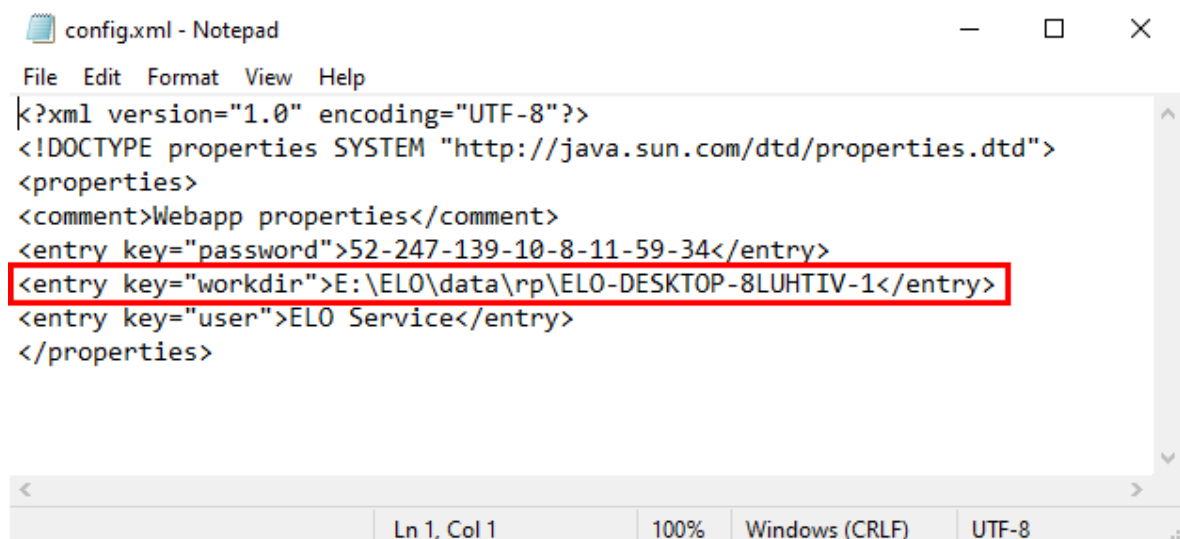 config.xml - Notepad
File Edit Format View Help
<?xml version="1.0" encoding="UTF-8"?>
<!DOCTYPE properties SYSTEM "http://java.sun.com/dtd/properties.dtd">
<properties>
<comment>Webapp properties</comment>
<entry key="password">52-247-139-10-8-11-59-34</entry>
<entry key="workdir">E:\ELO\data\rp\ELO-DESKTOP-8LUHTIV-1</entry>
<entry key="user">ELO Service</entry>
</properties>
Ln 1, Col 1 100% Windows (CRLF) UTF-8